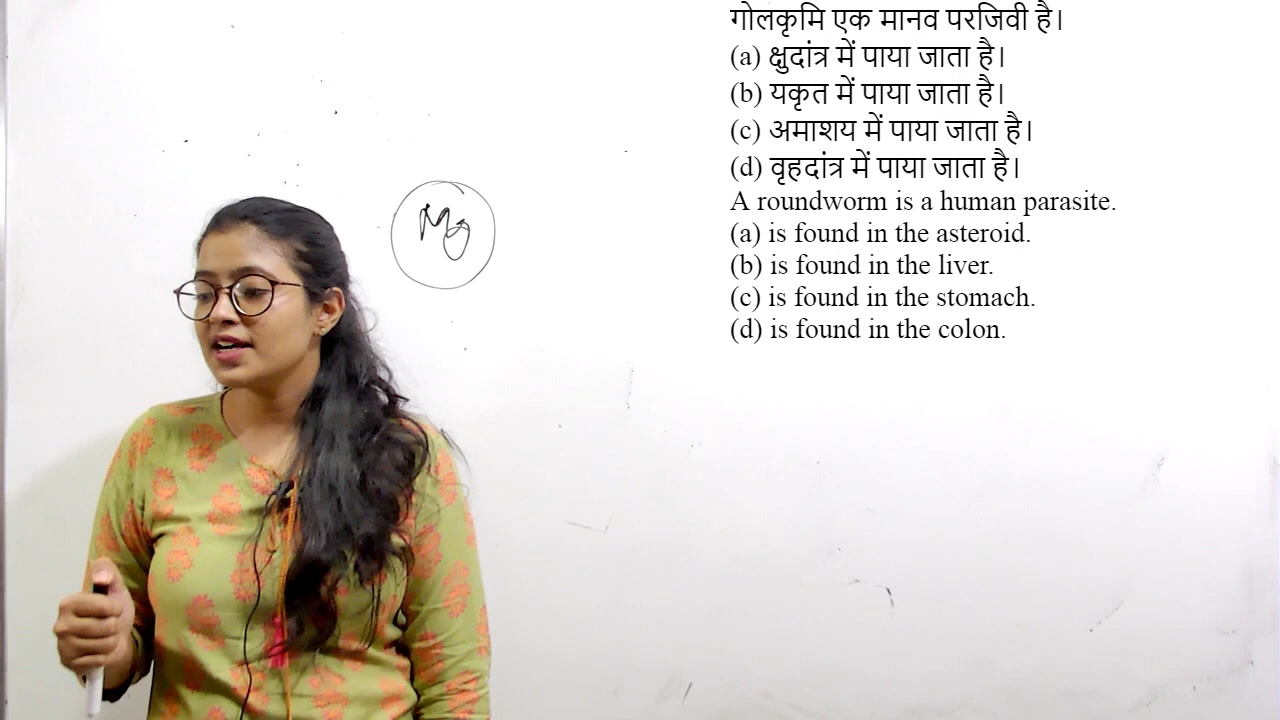 गोलकृमि एक मानव परजिवी है।
(a) क्षुदांत्र में पाया जाता है।
(b) यकृत में पाया जाता है।
(c) अमाशय में पाया जाता है।
(d) वृहदांत्र में पाया जाता है।
A roundworm is a human parasite.
(a) is found in the asteroid.
(b) is found in the liver.
(c) is found in the stomach.
(d) is found in the colon.
Mg